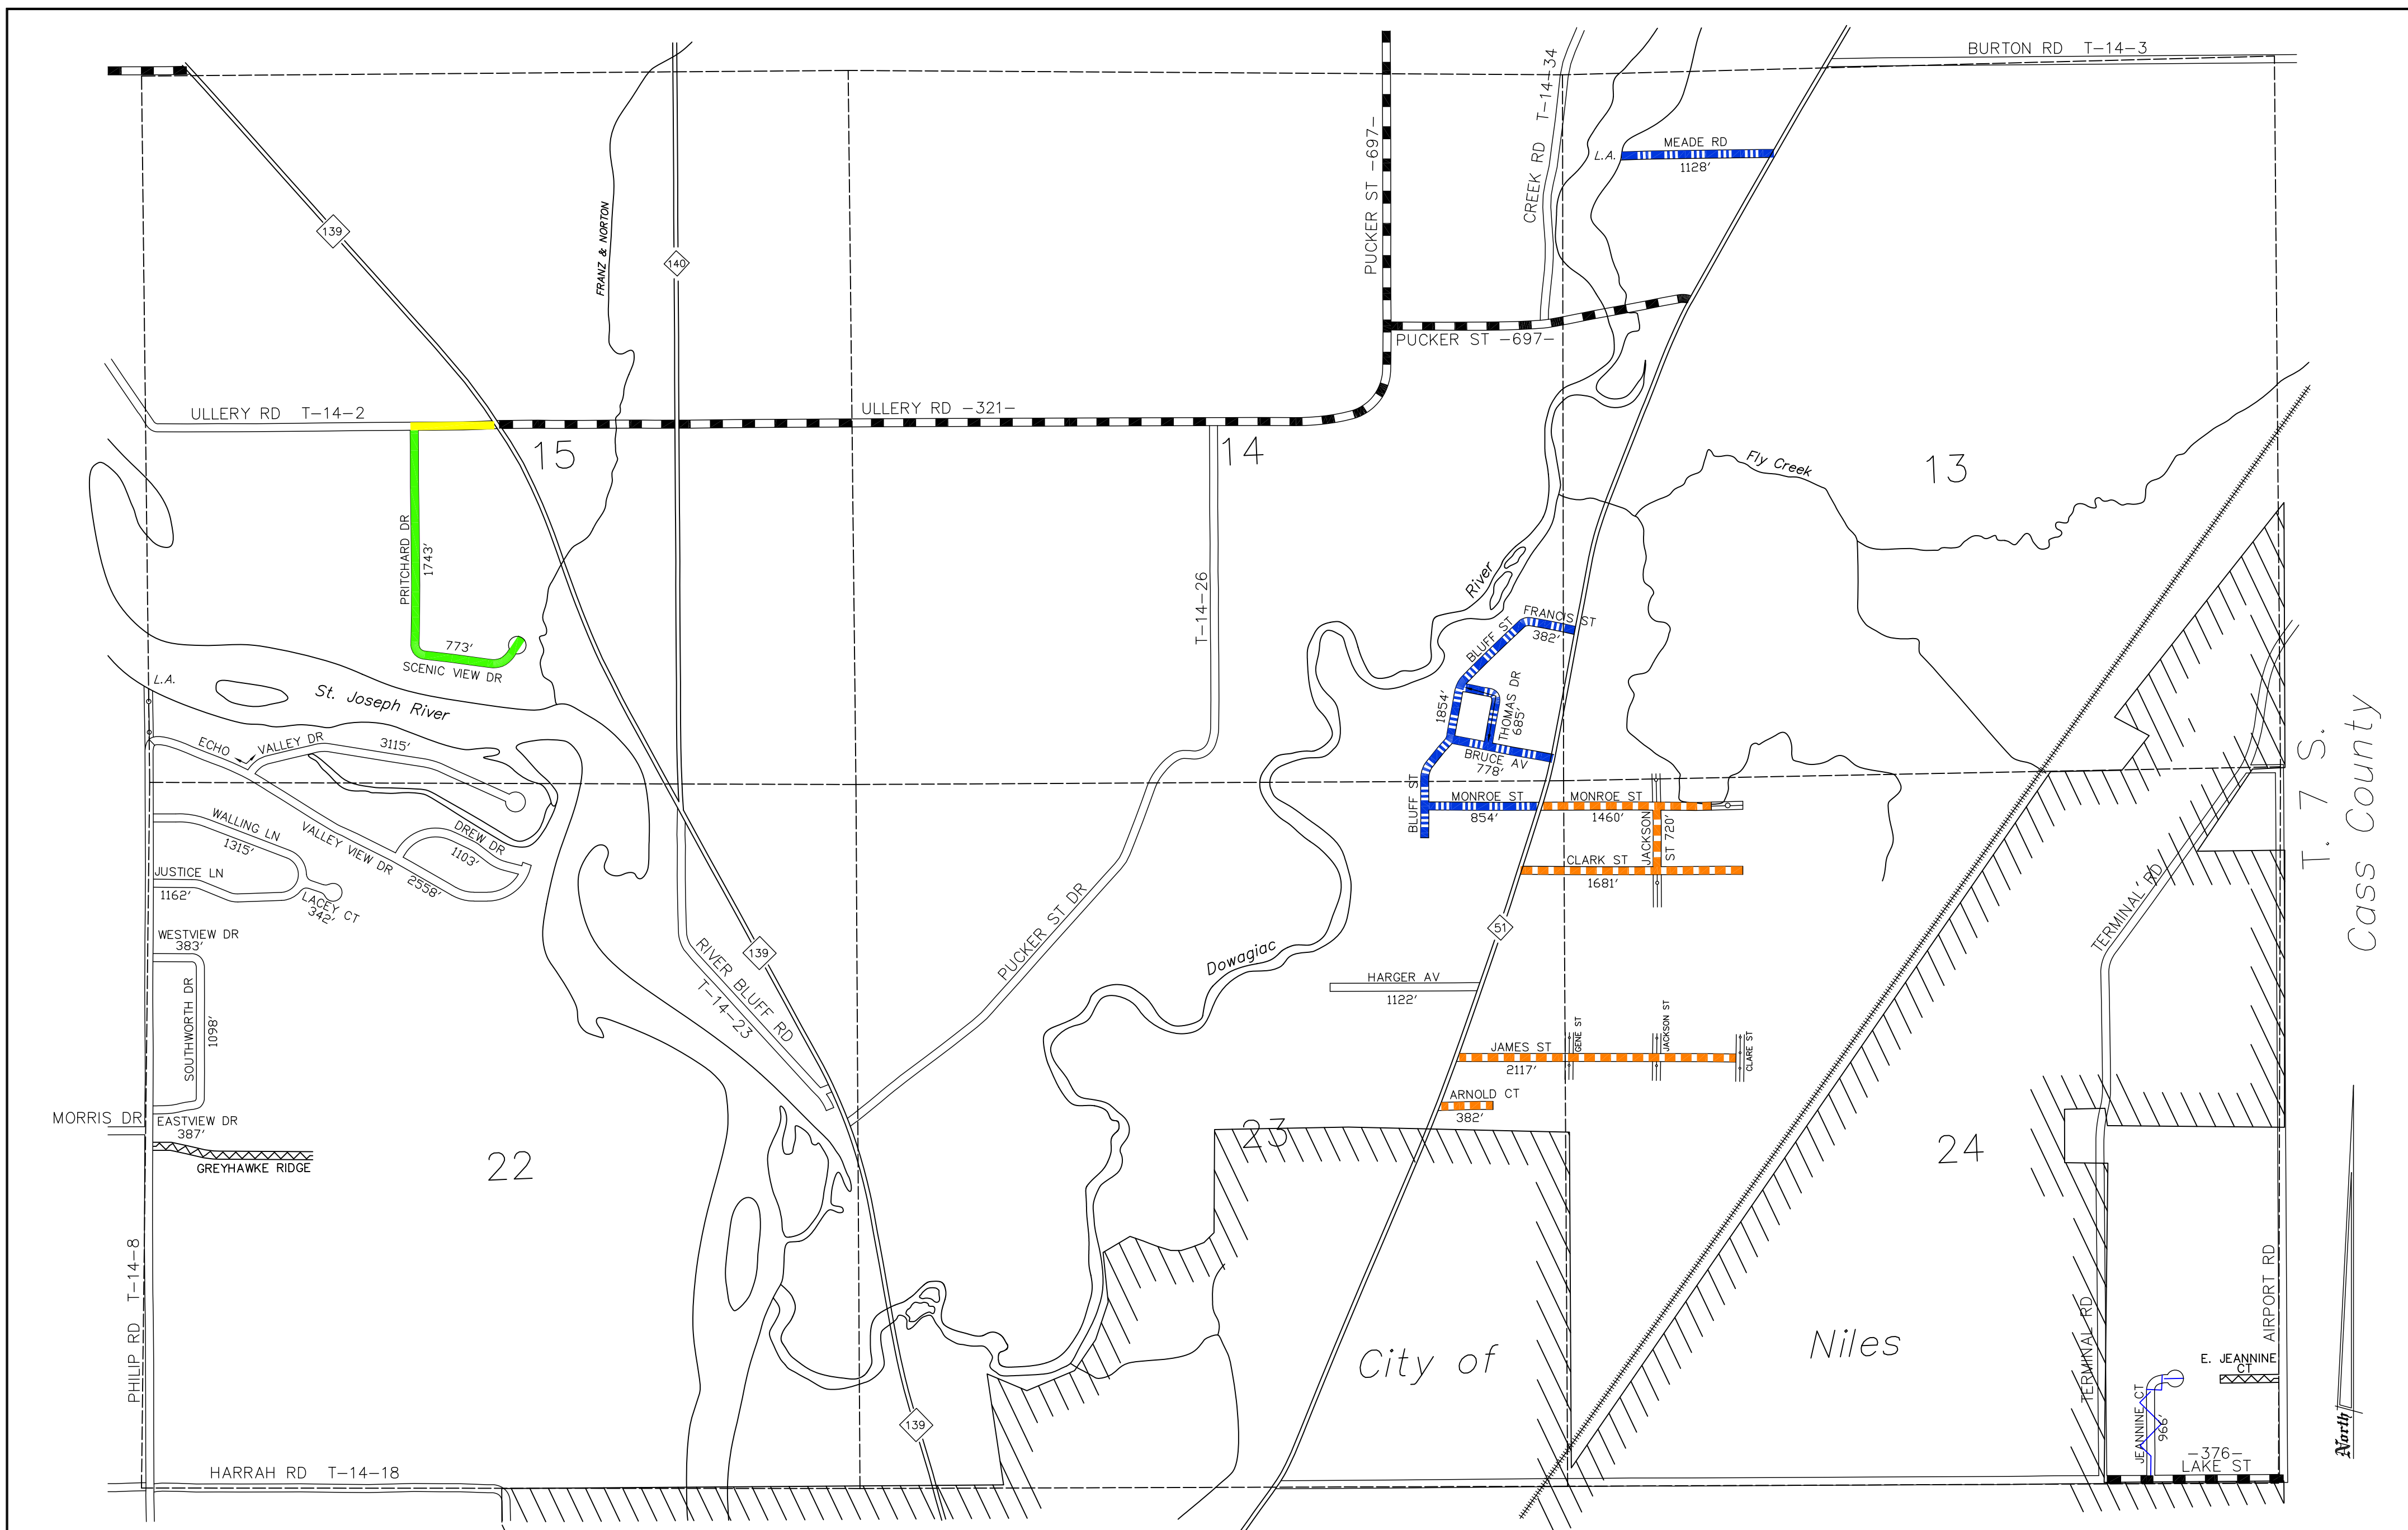 BURTON RD T-14-3
CREEK RD T-14-34
PUCKER ST -697-
MEADE RD
L.A.
1128'
139
140
FRANZ & NORTON
PUCKER ST -697-
ULLERY RD T-14-2
ULLERY RD -321-
15
14
13
Fly Creek
PRITCHARD DR
1743'
773'
SCENIC VIEW DR
T-14-26
River
FRANCIS ST
382'
BLUFF ST
THOMAS DR
685'
1854'
BRUCE AV
778'
L.A.
St. Joseph River
ECHO VALLEY DR
3115'
T. 7 S.
Cass County
BLUFF ST
MONROE ST
854'
MONROE ST
1460'
JACKSON
ST 720'
CLARK ST
1681'
WALLING LN
1315'
VALLEY VIEW DR 2558'
DREW DR
1103'
JUSTICE LN
1162'
LACEY CT
342'
PUCKER ST DR
TERMINAL RD
51
WESTVIEW DR
383'
139
RIVER BLUFF RD
T-14-23
Dowagiac
HARGER AV
1122'
SOUTHWORTH DR
1098'
JAMES ST
2117'
GENE ST
JACKSON ST
CLARE ST
ARNOLD CT
382'
MORRIS DR
EASTVIEW DR
387'
GREYHAWKE RIDGE
22
23
24
PHILIP RD T-14-8
City of
Niles
TERMINAL RD
AIRPORT RD
E. JEANNINE
CT
JEANNINE CT
966'
139
North
HARRAH RD T-14-18
-376-
LAKE ST